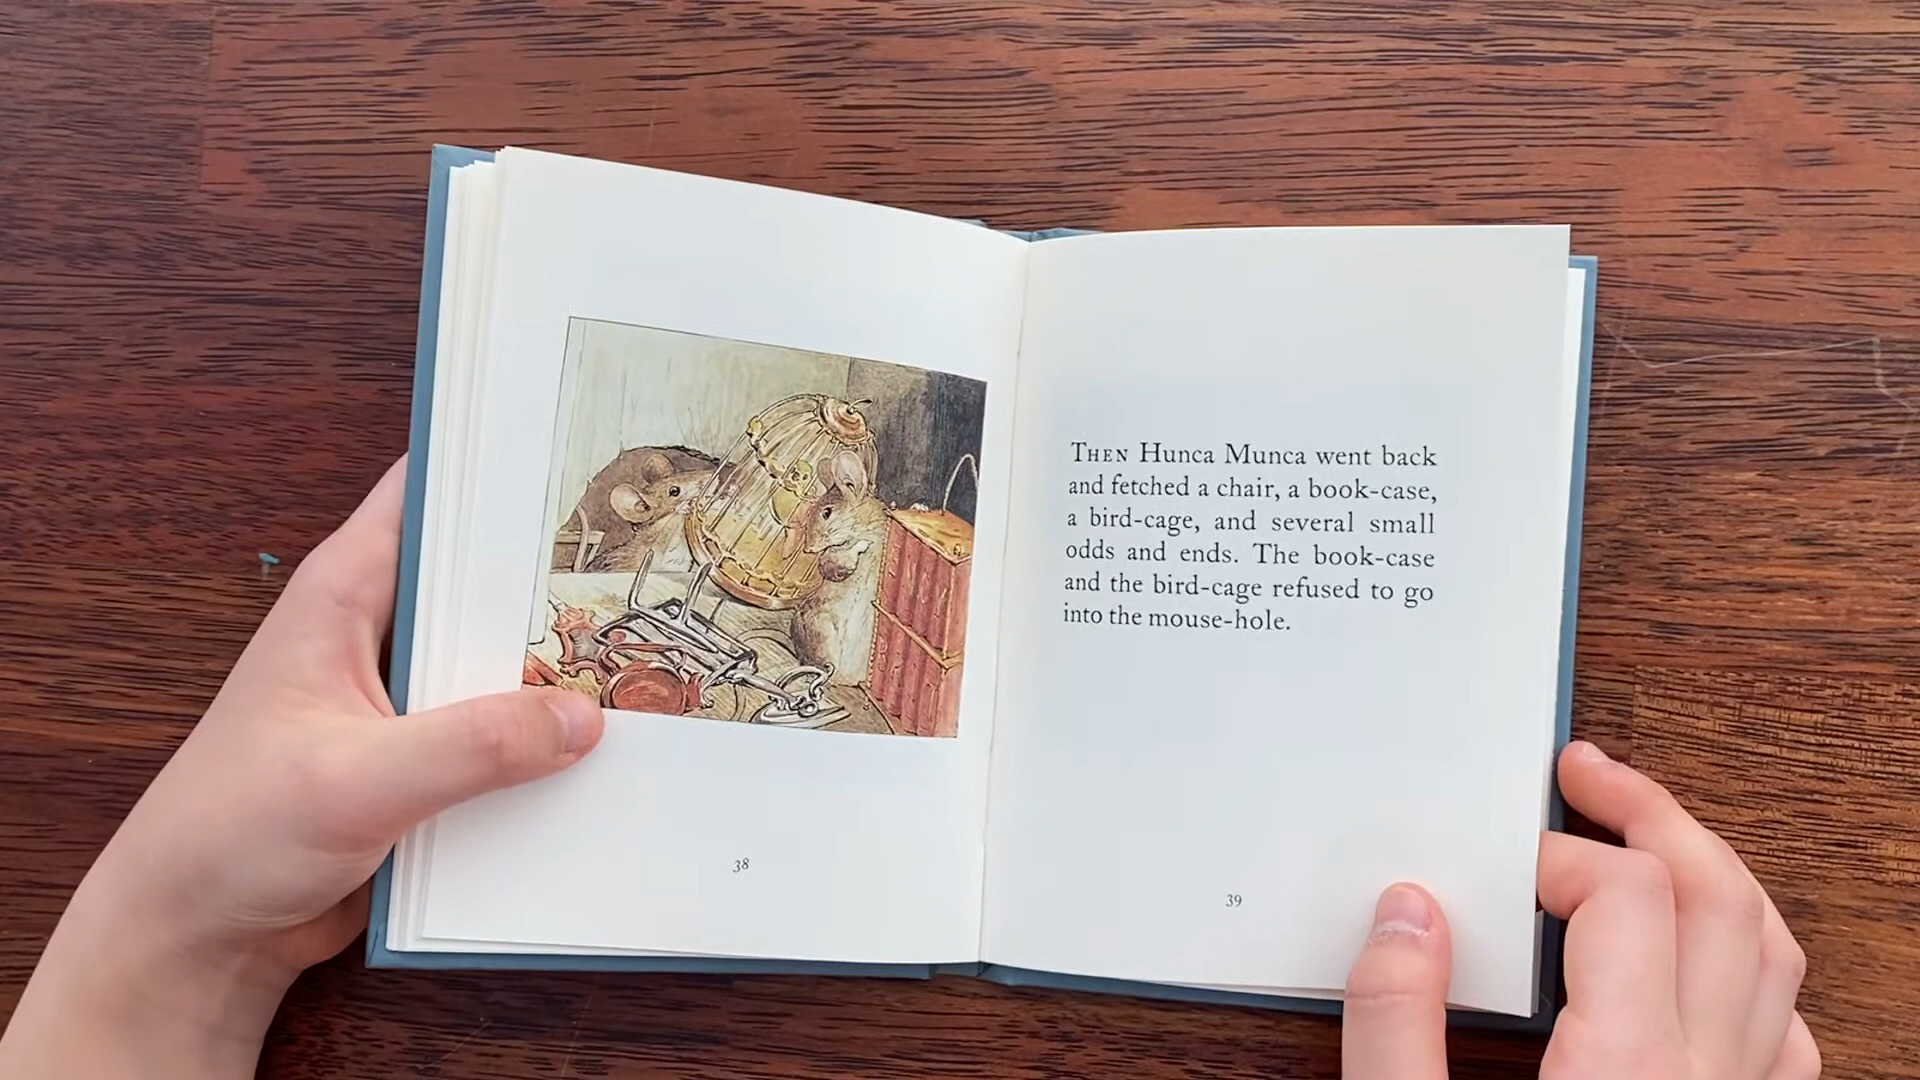 38
THEN Hunca Munca went back
and fetched a chair, a book-case,
a bird-cage, and several small
odds and ends. The book-case
and the bird-cage refused to go
into the mouse-hole.
39